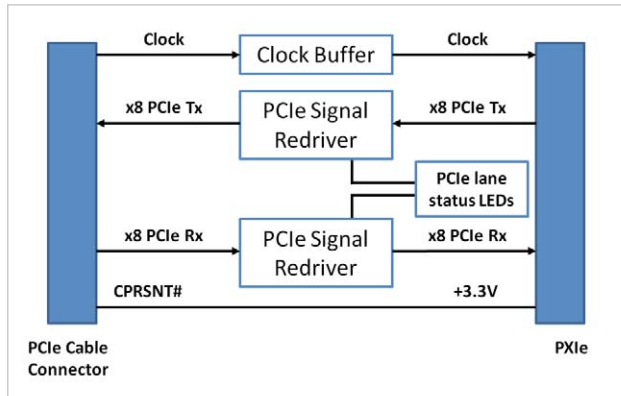 Clock
Clock Buffer
Clock
x8 PCIe Tx
PCIe Signal
Redriver
x8 PCIe Tx
PCIe lane
status LEDs
x8 PCIe Rx
PCIe Signal
Redriver
x8 PCIe Rx
CPRSNT#
+3.3V
PCIe Cable
Connector
PXIe